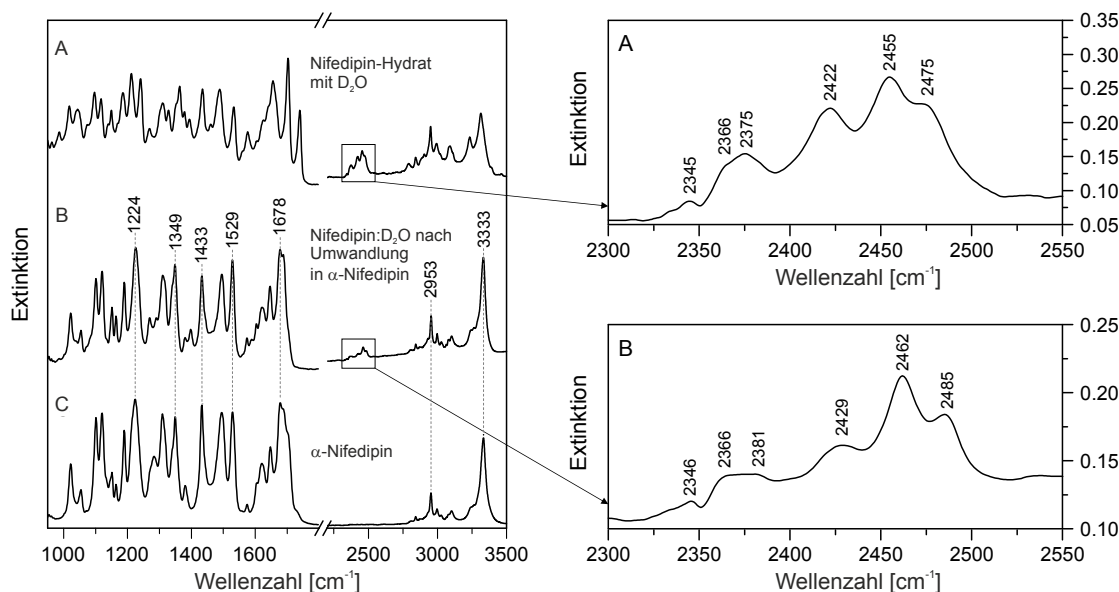 A
Nifedipin-Hydrat
mit D₂O
B
1224
1349
1433
1529
1678
Nifedipin:D₂O nach
Umwandlung
in α-Nifedipin
2953
3333
C
α-Nifedipin
Extinktion
1000 1200 1400 1600 2500 3000 3500
Wellenzahl [cm⁻¹]
A
2345
2366
2375
2422
2455
2475
0.35
0.30
0.25
0.20
0.15
0.10
0.05
Extinktion
2300 2350 2400 2450 2500 2550
Wellenzahl [cm⁻¹]
B
2346
2366
2381
2429
2462
2485
0.25
0.20
0.15
0.10
Extinktion
2300 2350 2400 2450 2500 2550
Wellenzahl [cm⁻¹]